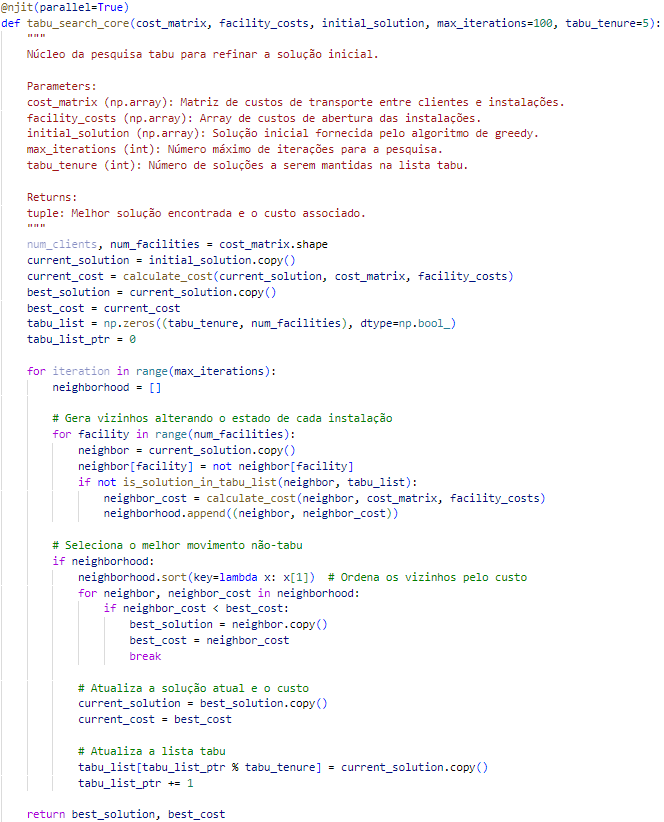 @njit(parallel=True)
def tabu_search_core(cost_matrix, facility_costs, initial_solution, max_iterations=100, tabu_tenure=5):
    """
    Núcleo da pesquisa tabu para refinar a solução inicial.

    Parameters:
    cost_matrix (np.array): Matriz de custos de transporte entre clientes e instalações.
    facility_costs (np.array): Array de custos de abertura das instalações.
    initial_solution (np.array): Solução inicial fornecida pelo algoritmo de greedy.
    max_iterations (int): Número máximo de iterações para a pesquisa.
    tabu_tenure (int): Número de soluções a serem mantidas na lista tabu.

    Returns:
    tuple: Melhor solução encontrada e o custo associado.
    """
    num_clients, num_facilities = cost_matrix.shape
    current_solution = initial_solution.copy()
    current_cost = calculate_cost(current_solution, cost_matrix, facility_costs)
    best_solution = current_solution.copy()
    best_cost = current_cost
    tabu_list = np.zeros((tabu_tenure, num_facilities), dtype=np.bool_)
    tabu_list_ptr = 0

    for iteration in range(max_iterations):
        neighborhood = []

        # Gera vizinhos alterando o estado de cada instalação
        for facility in range(num_facilities):
            neighbor = current_solution.copy()
            neighbor[facility] = not neighbor[facility]
            if not is_solution_in_tabu_list(neighbor, tabu_list):
                neighbor_cost = calculate_cost(neighbor, cost_matrix, facility_costs)
                neighborhood.append((neighbor, neighbor_cost))

        # Seleciona o melhor movimento não-tabu
        if neighborhood:
            neighborhood.sort(key=lambda x: x[1])  # Ordena os vizinhos pelo custo
            for neighbor, neighbor_cost in neighborhood:
                if neighbor_cost < best_cost:
                    best_solution = neighbor.copy()
                    best_cost = neighbor_cost
                    break

            # Atualiza a solução atual e o custo
            current_solution = best_solution.copy()
            current_cost = best_cost

            # Atualiza a lista tabu
            tabu_list[tabu_list_ptr % tabu_tenure] = current_solution.copy()
            tabu_list_ptr += 1

    return best_solution, best_cost